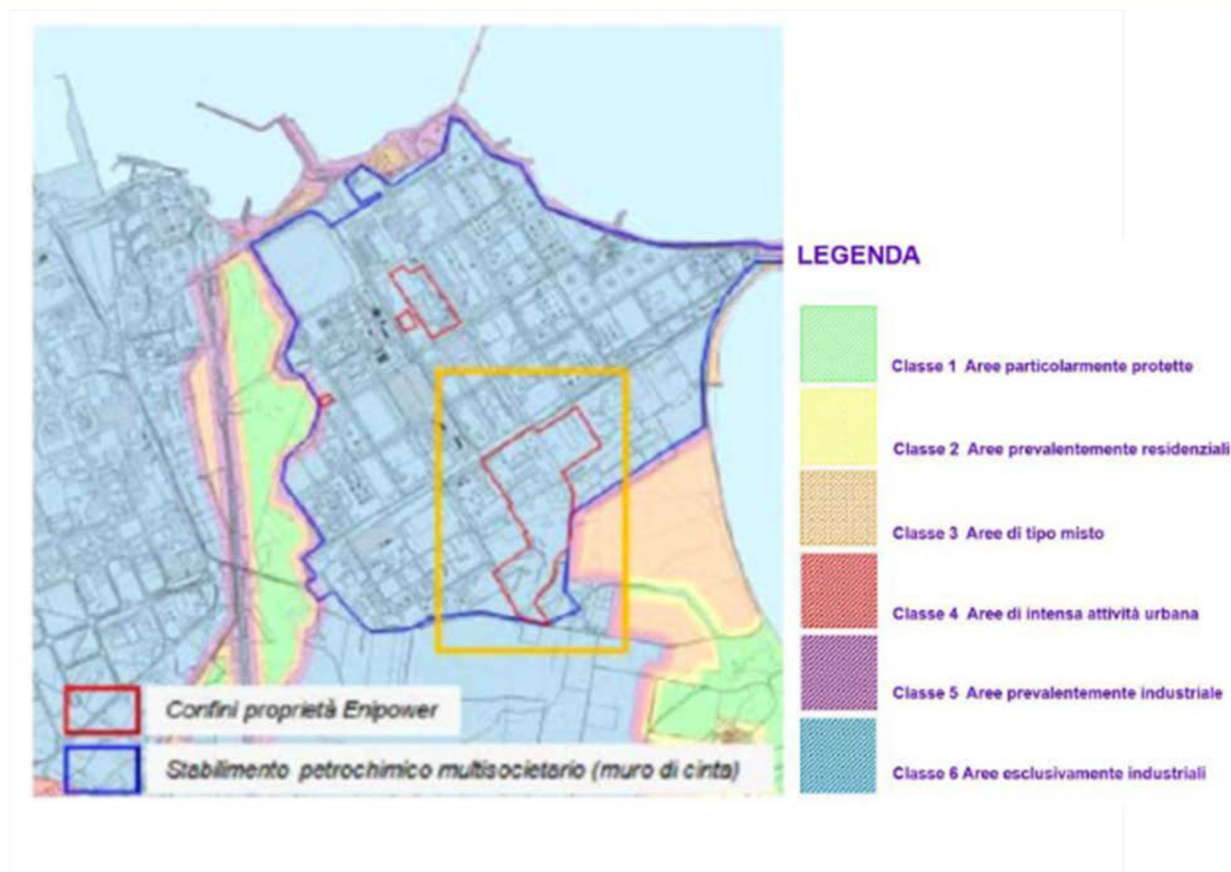 LEGENDA
Classe 1 Aree particolarmente protette
Classe 2 Aree prevalentemente residenziali
Classe 3 Aree di tipo misto
Classe 4 Aree di intensa attività urbana
Classe 5 Aree prevalentemente industriale
Classe 6 Aree esclusivamente industriali
Confini proprietà Enipower
Stabilimento petrochimico multisocietario (muro di cinta)